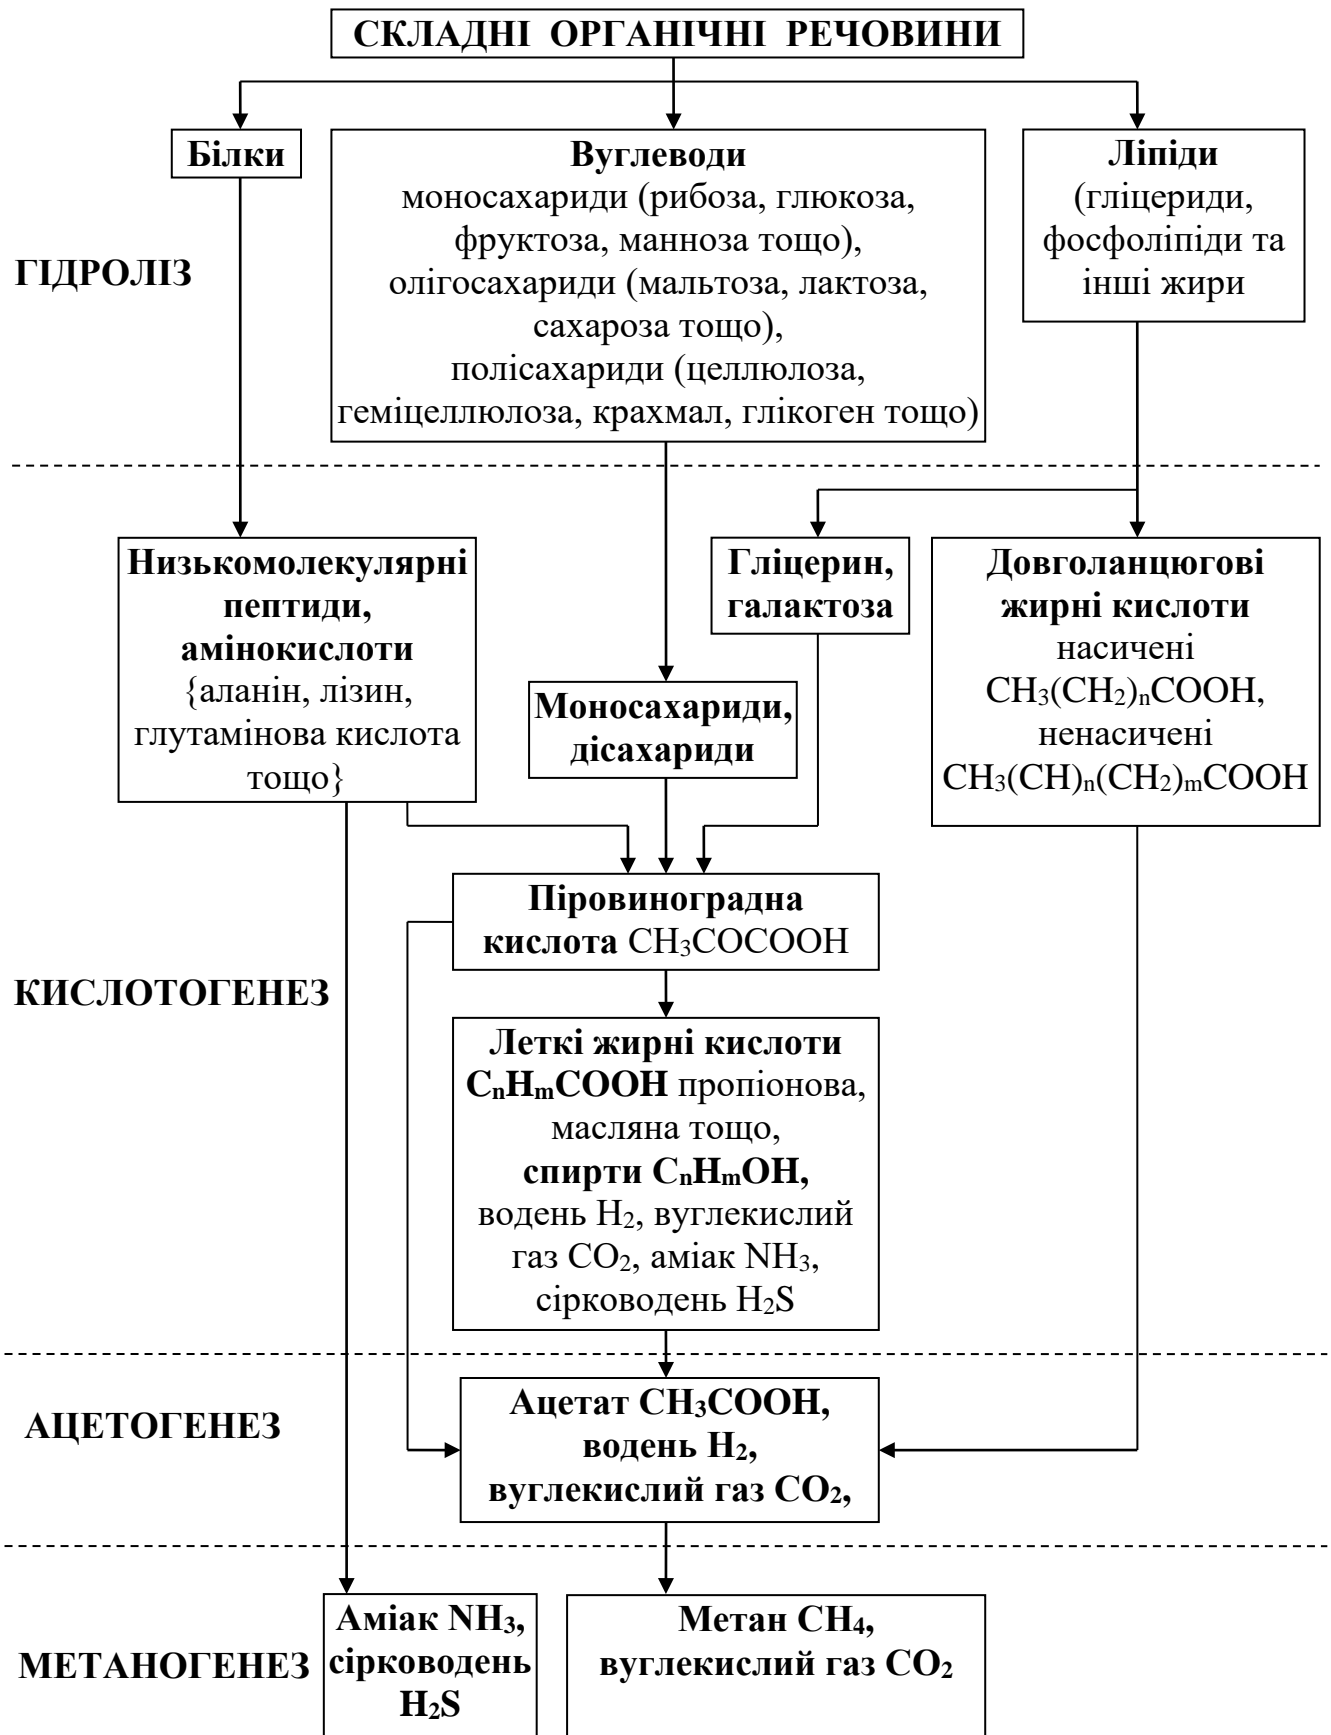 СКЛАДНІ ОРГАНІЧНІ РЕЧОВИНИ
Білки
Вуглеводи
моносахариди (рибоза, глюкоза,
фруктоза, манноза тощо),
олігосахариди (мальтоза, лактоза,
сахароза тощо),
полісахариди (целлюлоза,
геміцеллюлоза, крахмал, глікоген тощо)
Ліпіди
(гліцериди,
фосфоліпіди та
інші жири
ГІДРОЛІЗ
Низькомолекулярні
пептиди,
амінокислоти
{аланін, лізин,
глутамінова кислота
тощо}
Моносахариди,
дісахариди
Гліцерин,
галактоза
Довголанцюгові
жирні кислоти
насичені
CH₃(CH₂)ₙCOOH,
ненасичені
CH₃(CH)ₙ(CH₂)ₘCOOH
Піровиноградна
кислота CH₃COCOOH
КИСЛОТОГЕНЕЗ
Леткі жирні кислоти
CₙHₘCOOH пропіонова,
масляна тощо,
спирти CₙHₘOH,
водень H₂, вуглекислий
газ CO₂, аміак NH₃,
сірководень H₂S
АЦЕТОГЕНЕЗ
Ацетат CH₃COOH,
водень H₂,
вуглекислий газ CO₂,
МЕТАНОГЕНЕЗ
Аміак NH₃,
сірководень
H₂S
Метан CH₄,
вуглекислий газ CO₂